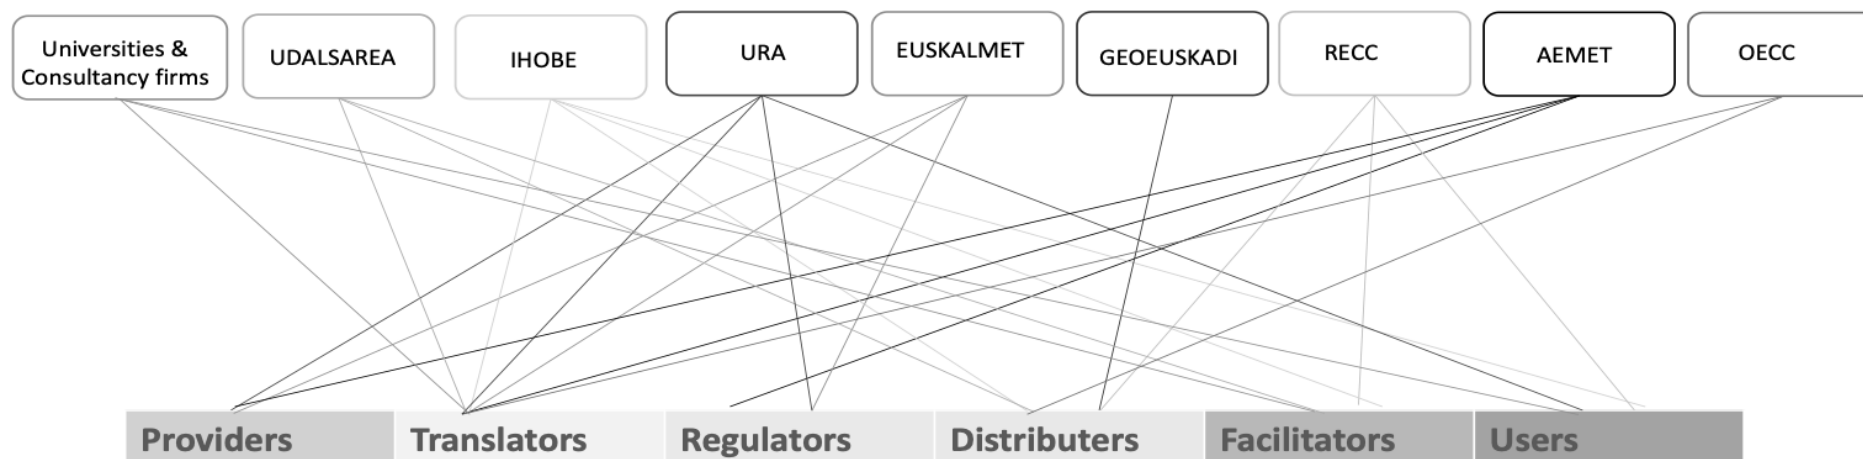 Universities &
Consultancy firms
UDALSAREA
IHOBE
URA
EUSKALMET
GEOEUSKADI
RECC
AEMET
OECC
Providers
Translators
Regulators
Distributers
Facilitators
Users